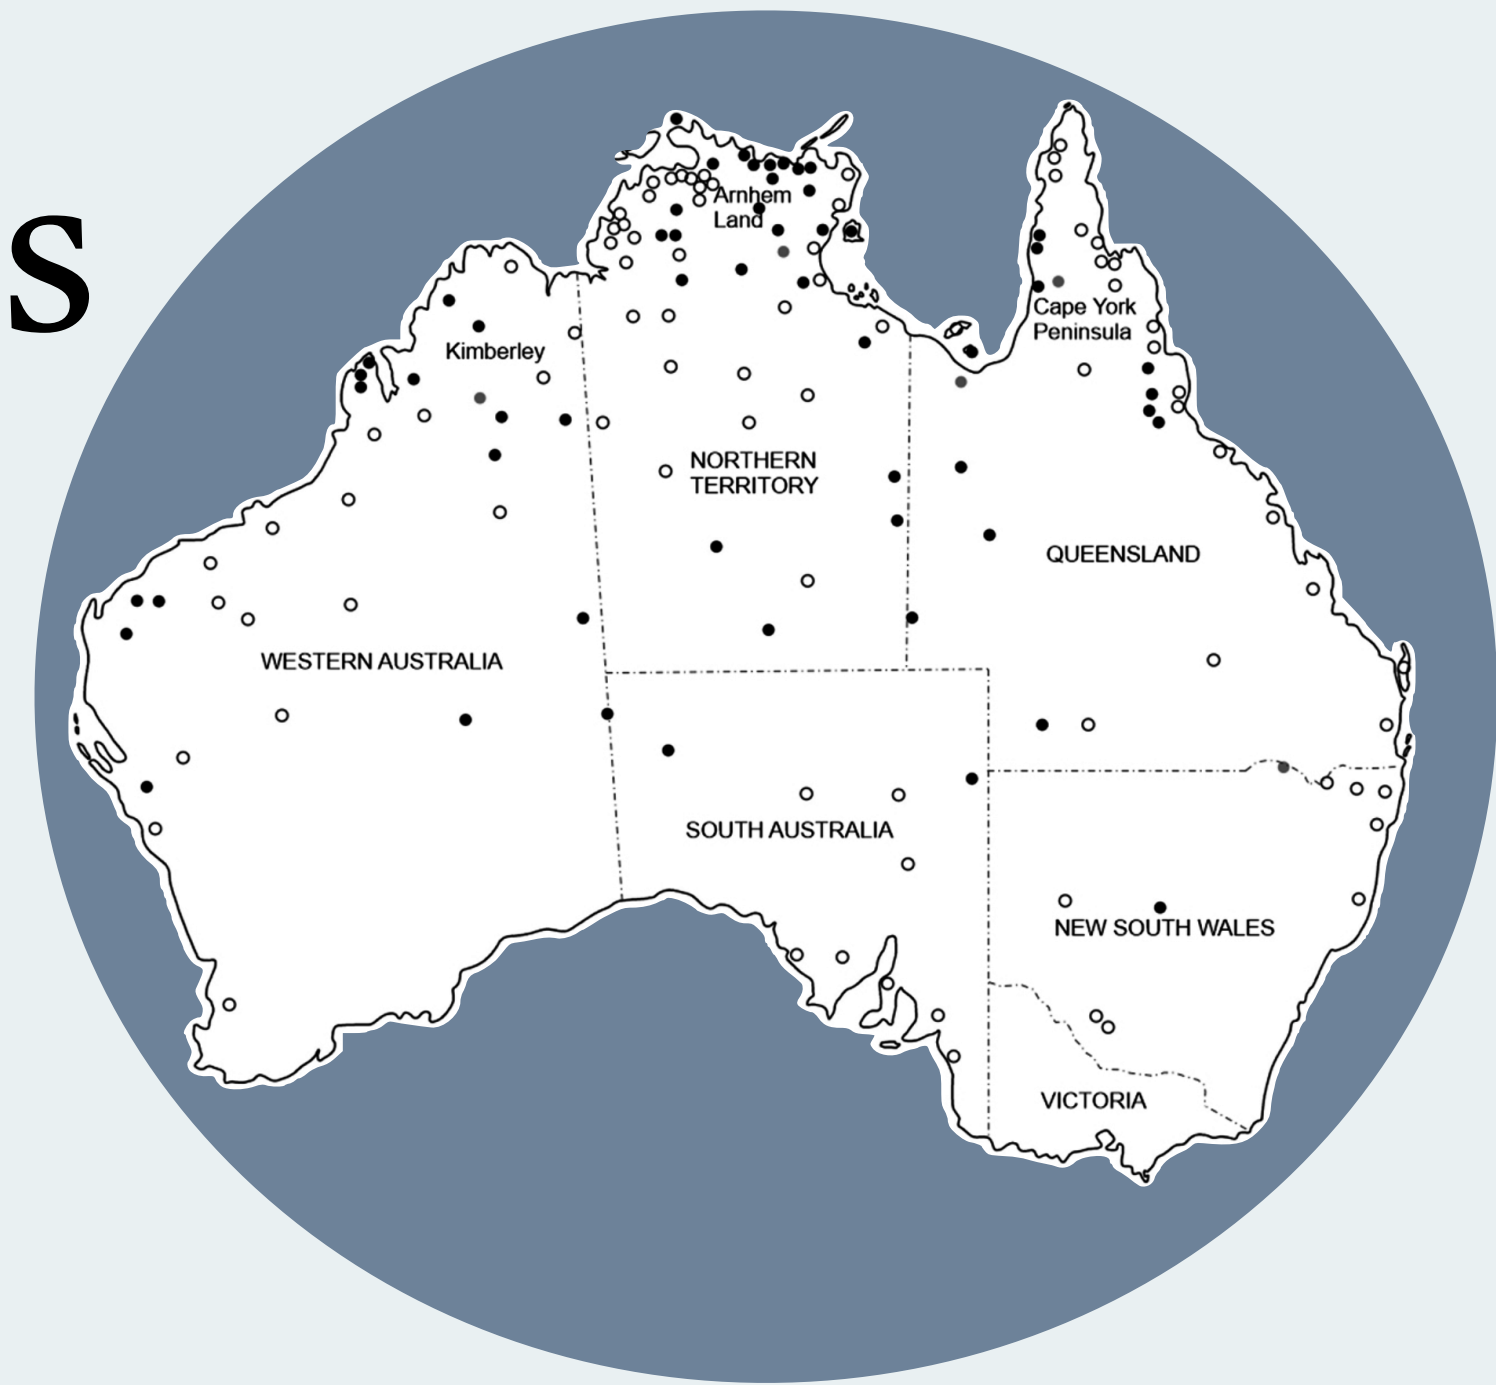 S
Arnhem
Land
Cape York
Peninsula
Kimberley
NORTHERN
TERRITORY
QUEENSLAND
WESTERN AUSTRALIA
SOUTH AUSTRALIA
NEW SOUTH WALES
VICTORIA